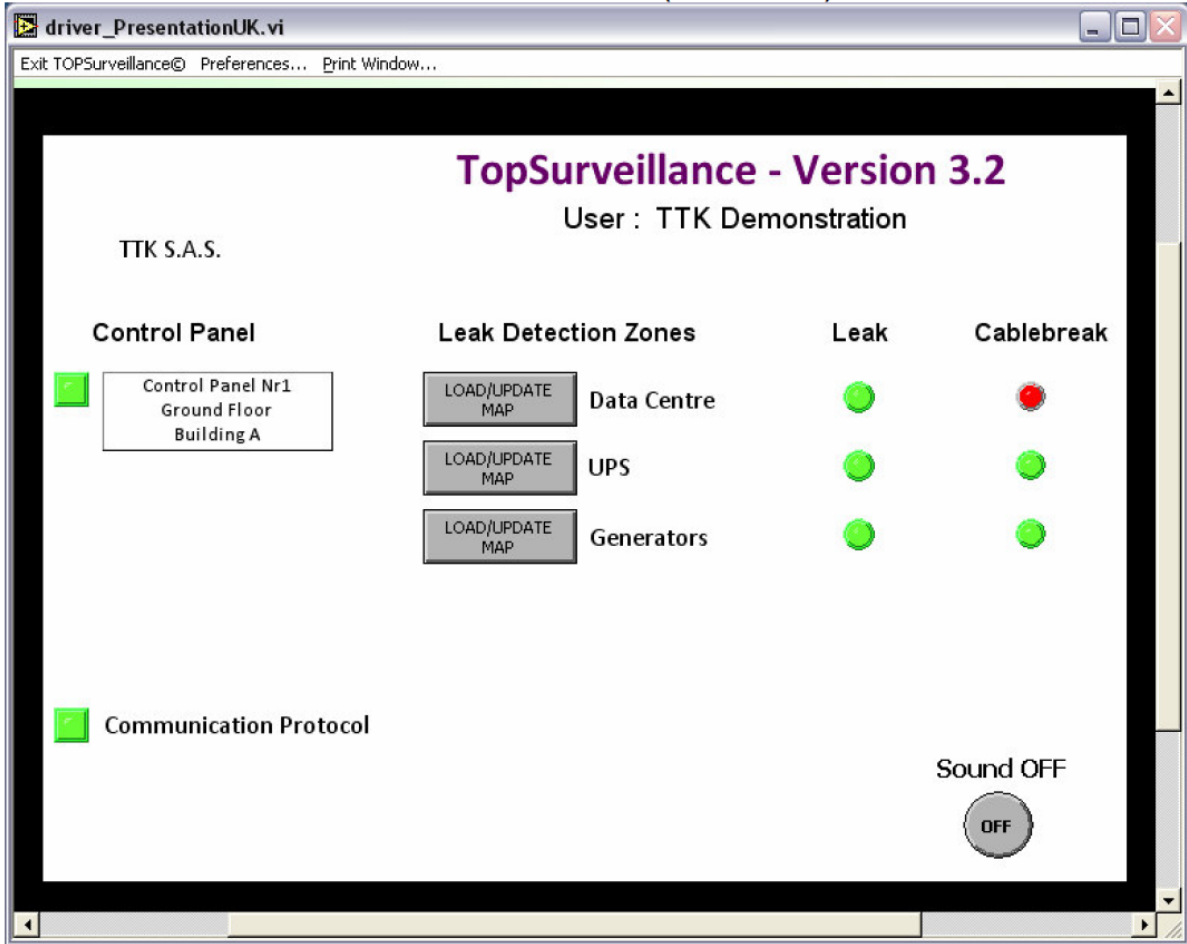 driver_PresentationUK.vi
Exit TOPSurveillance© Preferences... Print Window...
TopSurveillance - Version 3.2
User : TTK Demonstration
TTK S.A.S.
Control Panel
Leak Detection Zones
Leak
Cablebreak
Control Panel Nr1
Ground Floor
Building A
LOAD/UPDATE
MAP
Data Centre
LOAD/UPDATE
MAP
UPS
LOAD/UPDATE
MAP
Generators
Communication Protocol
Sound OFF
OFF